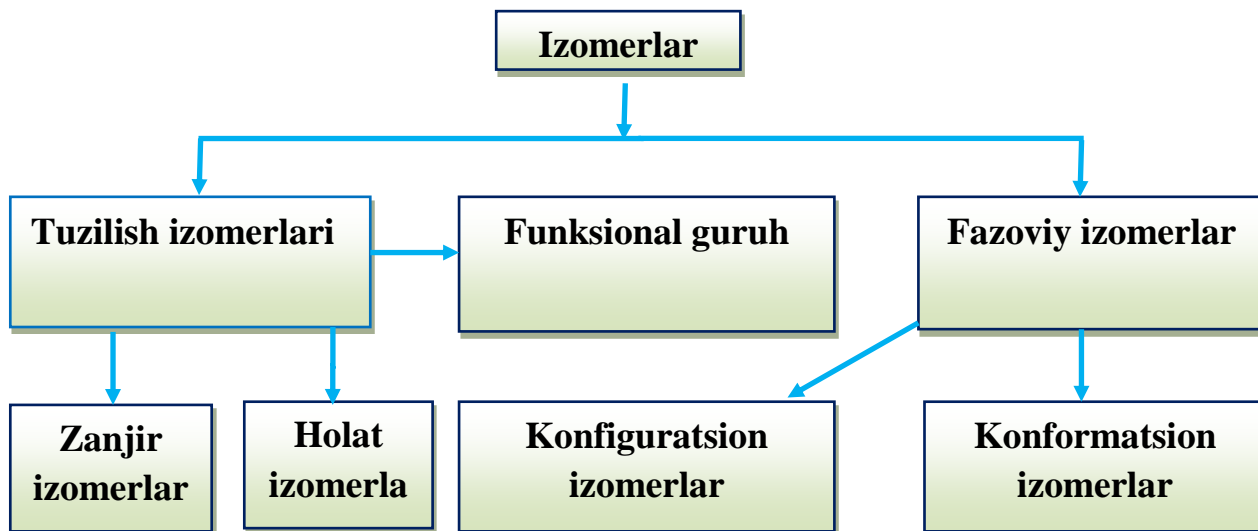 Izomerlar
Tuzilish izomerlari
Funksional guruh
Fazoviy izomerlar
Zanjir
izomerlar
Holat
izomerla
Konfiguratsion
izomerlar
Konformatsion
izomerlar